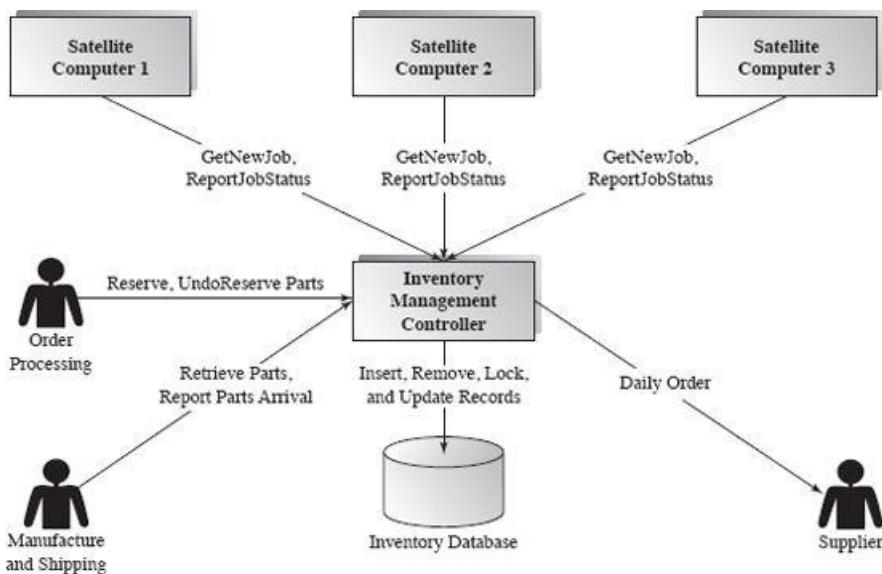 Satellite
Computer 1
Satellite
Computer 2
Satellite
Computer 3
GetNewJob,
ReportJobStatus
GetNewJob,
ReportJobStatus
GetNewJob,
ReportJobStatus
Reserve, UndoReserve Parts
Inventory
Management
Controller
Order
Processing
Retrieve Parts,
Report Parts Arrival
Insert, Remove, Lock,
and Update Records
Daily Order
Manufacture
and Shipping
Inventory Database
Supplier